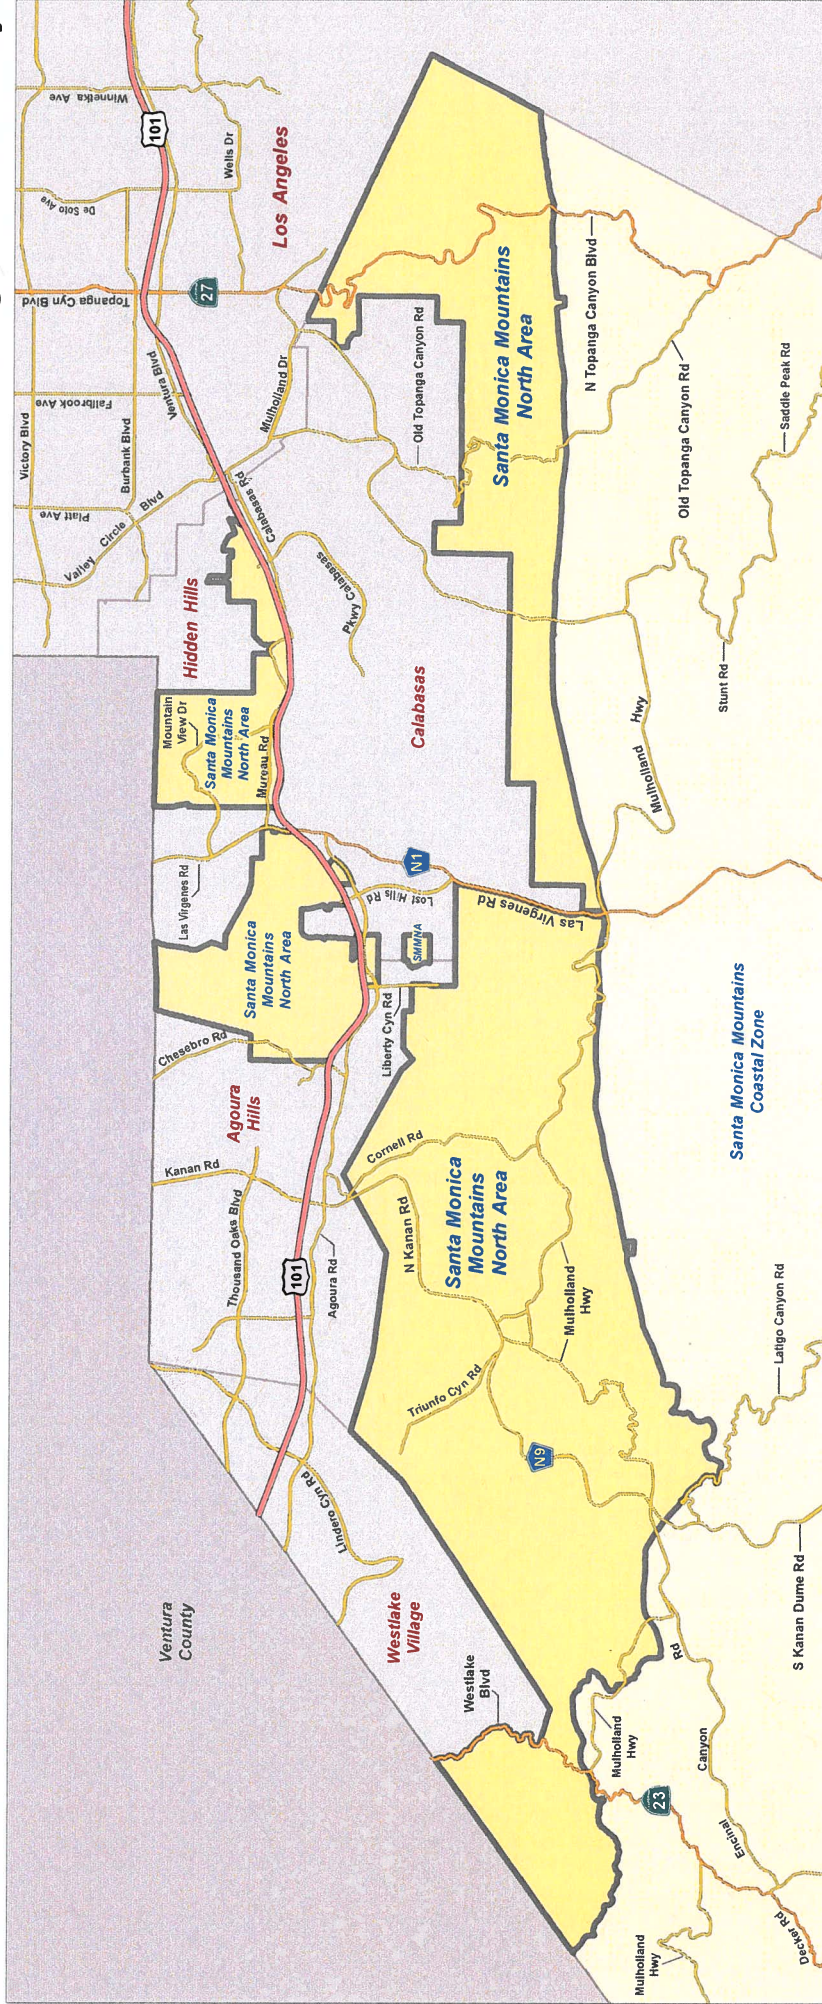 Winnetka Ave
101
Wells Dr
De Soto Ave
Los Angeles
Topanga Cyn Blvd
27
Ventura Blvd
Fallbrook Ave
Victory Blvd
Burbank Blvd
Mulholland Dr
Old Topanga Canyon Rd
Santa Monica Mountains
North Area
N Topanga Canyon Blvd
Old Topanga Canyon Rd
Saddle Peak Rd
Platt Ave
Valley Circle Blvd
Calabasas Rd
Pkwy Calabasas
Hidden Hills
Calabasas
Stunt Rd
Mulholland Hwy
Mountain
View Dr
Santa Monica
Mountains
North Area
Mureau Rd
Las Virgenes Rd
N1
Lost Hills Rd
Las Virgenes Rd
SMMNA
Santa Monica
Mountains
North Area
Liberty Cyn Rd
Chesebro Rd
Agoura
Hills
Kanan Rd
Cornell Rd
Santa Monica Mountains
Coastal Zone
Thousand Oaks Blvd
101
Agoura Rd
N Kanan Rd
Santa Monica
Mountains
North Area
Mulholland
Hwy
Latigo Canyon Rd
Triunfo Cyn Rd
N9
Lindero Cyn Rd
Ventura
County
Westlake
Village
S Kanan Dume Rd
Westlake
Blvd
Mulholland
Hwy
Encinal Canyon Rd
23
Mulholland
Hwy
Decker Rd